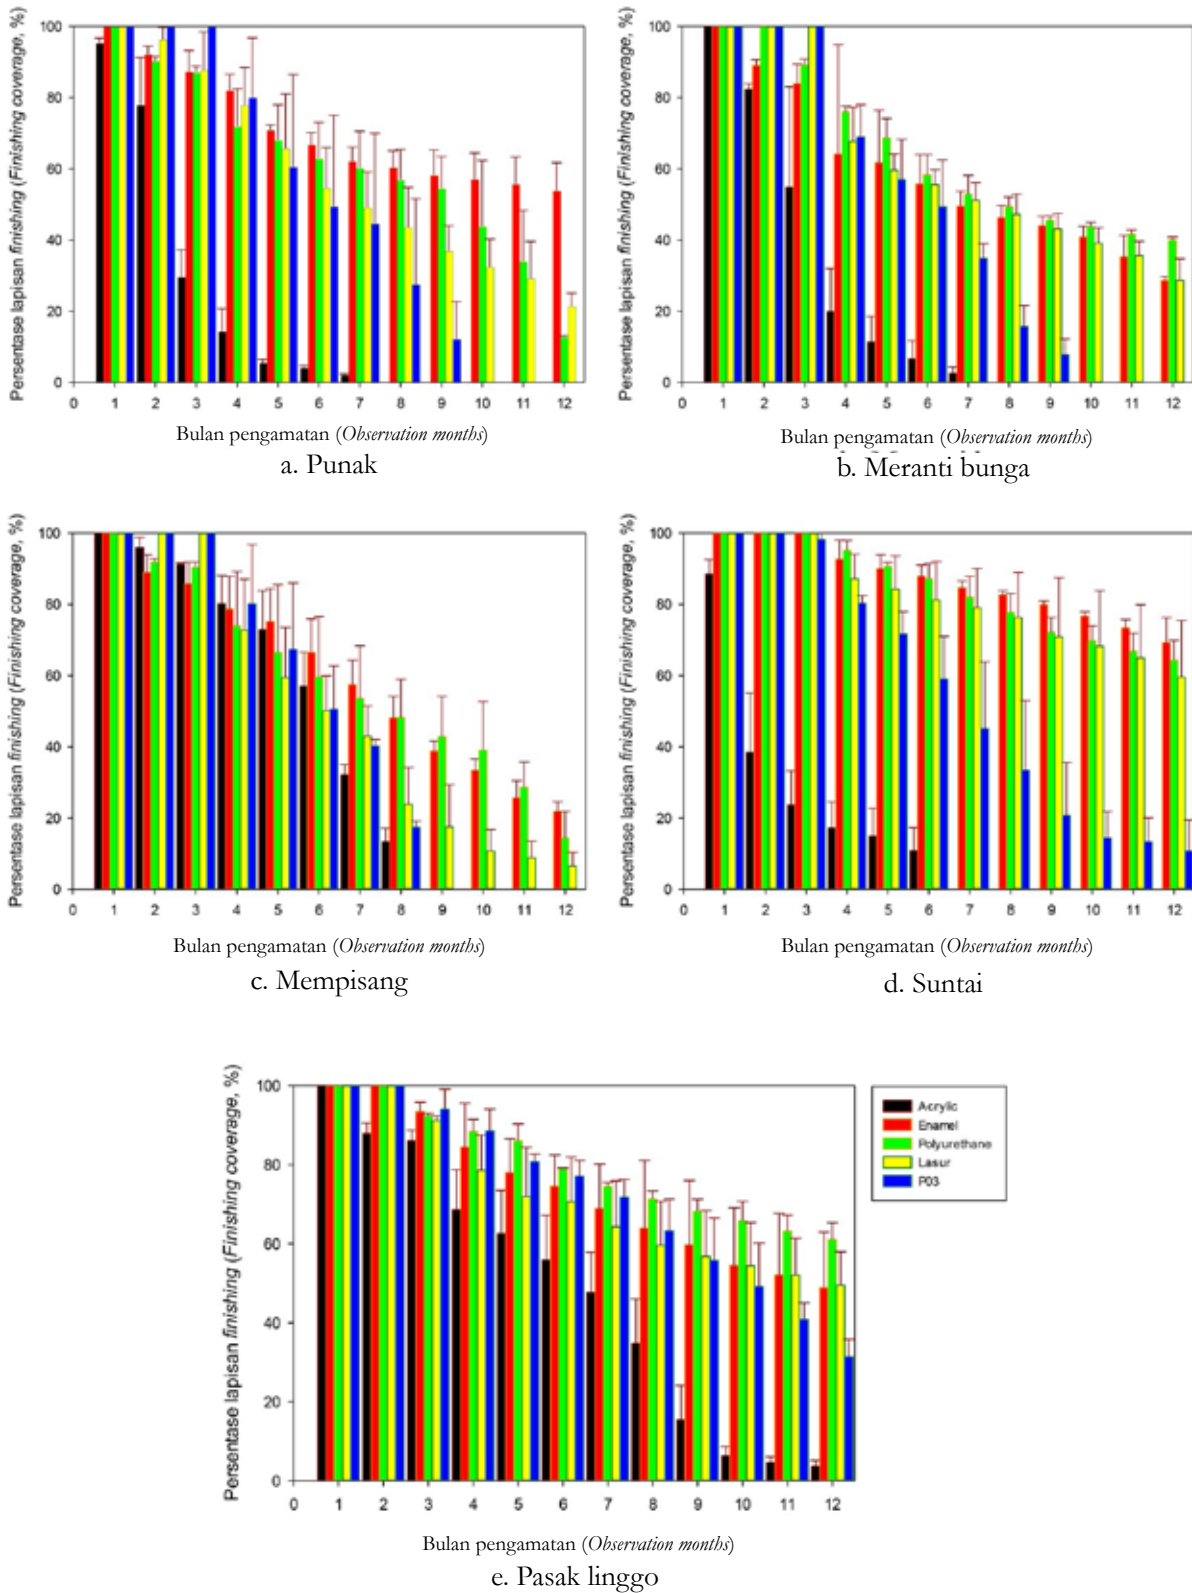 Persentase lapisan finishing (Finishing coverage, %)
100
80
60
40
20
0
0 1 2 3 4 5 6 7 8 9 10 11 12
Bulan pengamatan (Observation months)
a. Punak
Persentase lapisan finishing (Finishing coverage, %)
100
80
60
40
20
0
0 1 2 3 4 5 6 7 8 9 10 11 12
Bulan pengamatan (Observation months)
b. Meranti bunga
Persentase lapisan finishing (Finishing coverage, %)
100
80
60
40
20
0
0 1 2 3 4 5 6 7 8 9 10 11 12
Bulan pengamatan (Observation months)
c. Mempisang
Persentase lapisan finishing (Finishing coverage, %)
100
80
60
40
20
0
0 1 2 3 4 5 6 7 8 9 10 11 12
Bulan pengamatan (Observation months)
d. Suntai
Persentase lapisan finishing (Finishing coverage, %)
100
80
60
40
20
0
0 1 2 3 4 5 6 7 8 9 10 11 12
Bulan pengamatan (Observation months)
e. Pasak linggo
Acrylic
Enamel
Polyurethane
Lasur
P03